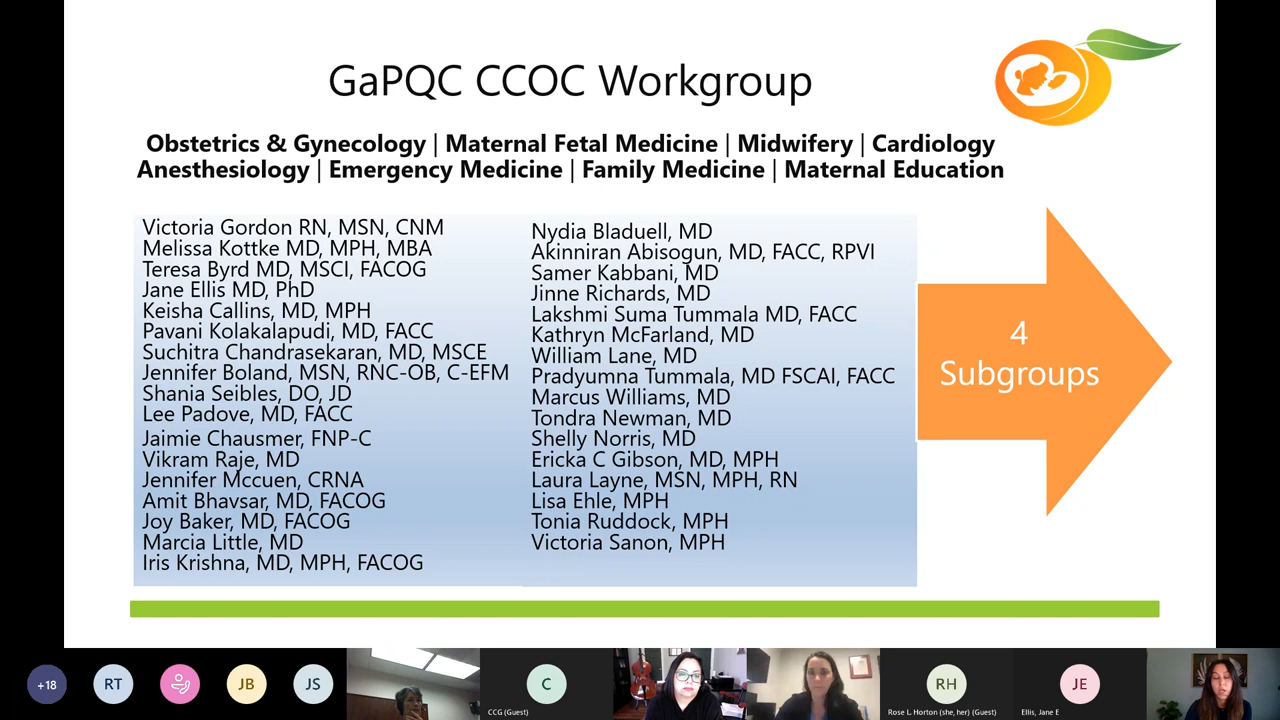 GaPQC CCOC Workgroup
Obstetrics & Gynecology | Maternal Fetal Medicine | Midwifery | Cardiology
Anesthesiology | Emergency Medicine | Family Medicine | Maternal Education
Victoria Gordon RN, MSN, CNM
Melissa Kottke MD, MPH, MBA
Teresa Byrd MD, MSCI, FACOG
Jane Ellis MD, PhD
Keisha Callins, MD, MPH
Pavani Kolakalapudi, MD, FACC
Suchitra Chandrasekaran, MD, MSCE
Jennifer Boland, MSN, RNC-OB, C-EFM
Shania Seibles, DO, JD
Lee Padove, MD, FACC
Jaimie Chausmer, FNP-C
Vikram Raje, MD
Jennifer Mccuen, CRNA
Amit Bhavsar, MD, FACOG
Joy Baker, MD, FACOG
Marcia Little, MD
Iris Krishna, MD, MPH, FACOG
Nydia Bladuell, MD
Akinniran Abisogun, MD, FACC, RPVI
Samer Kabbani, MD
Jinne Richards, MD
Lakshmi Suma Tummala MD, FACC
Kathryn McFarland, MD
William Lane, MD
Pradyumna Tummala, MD FSCAI, FACC
Marcus Williams, MD
Tondra Newman, MD
Shelly Norris, MD
Ericka C Gibson, MD, MPH
Laura Layne, MSN, MPH, RN
Lisa Ehle, MPH
Tonia Ruddock, MPH
Victoria Sanon, MPH
4
Subgroups
+18
RT
JB
JS
C
CCG (Guest)
RH
Rose L. Horton (she, her) (Guest)
JE
Ellis, Jane E